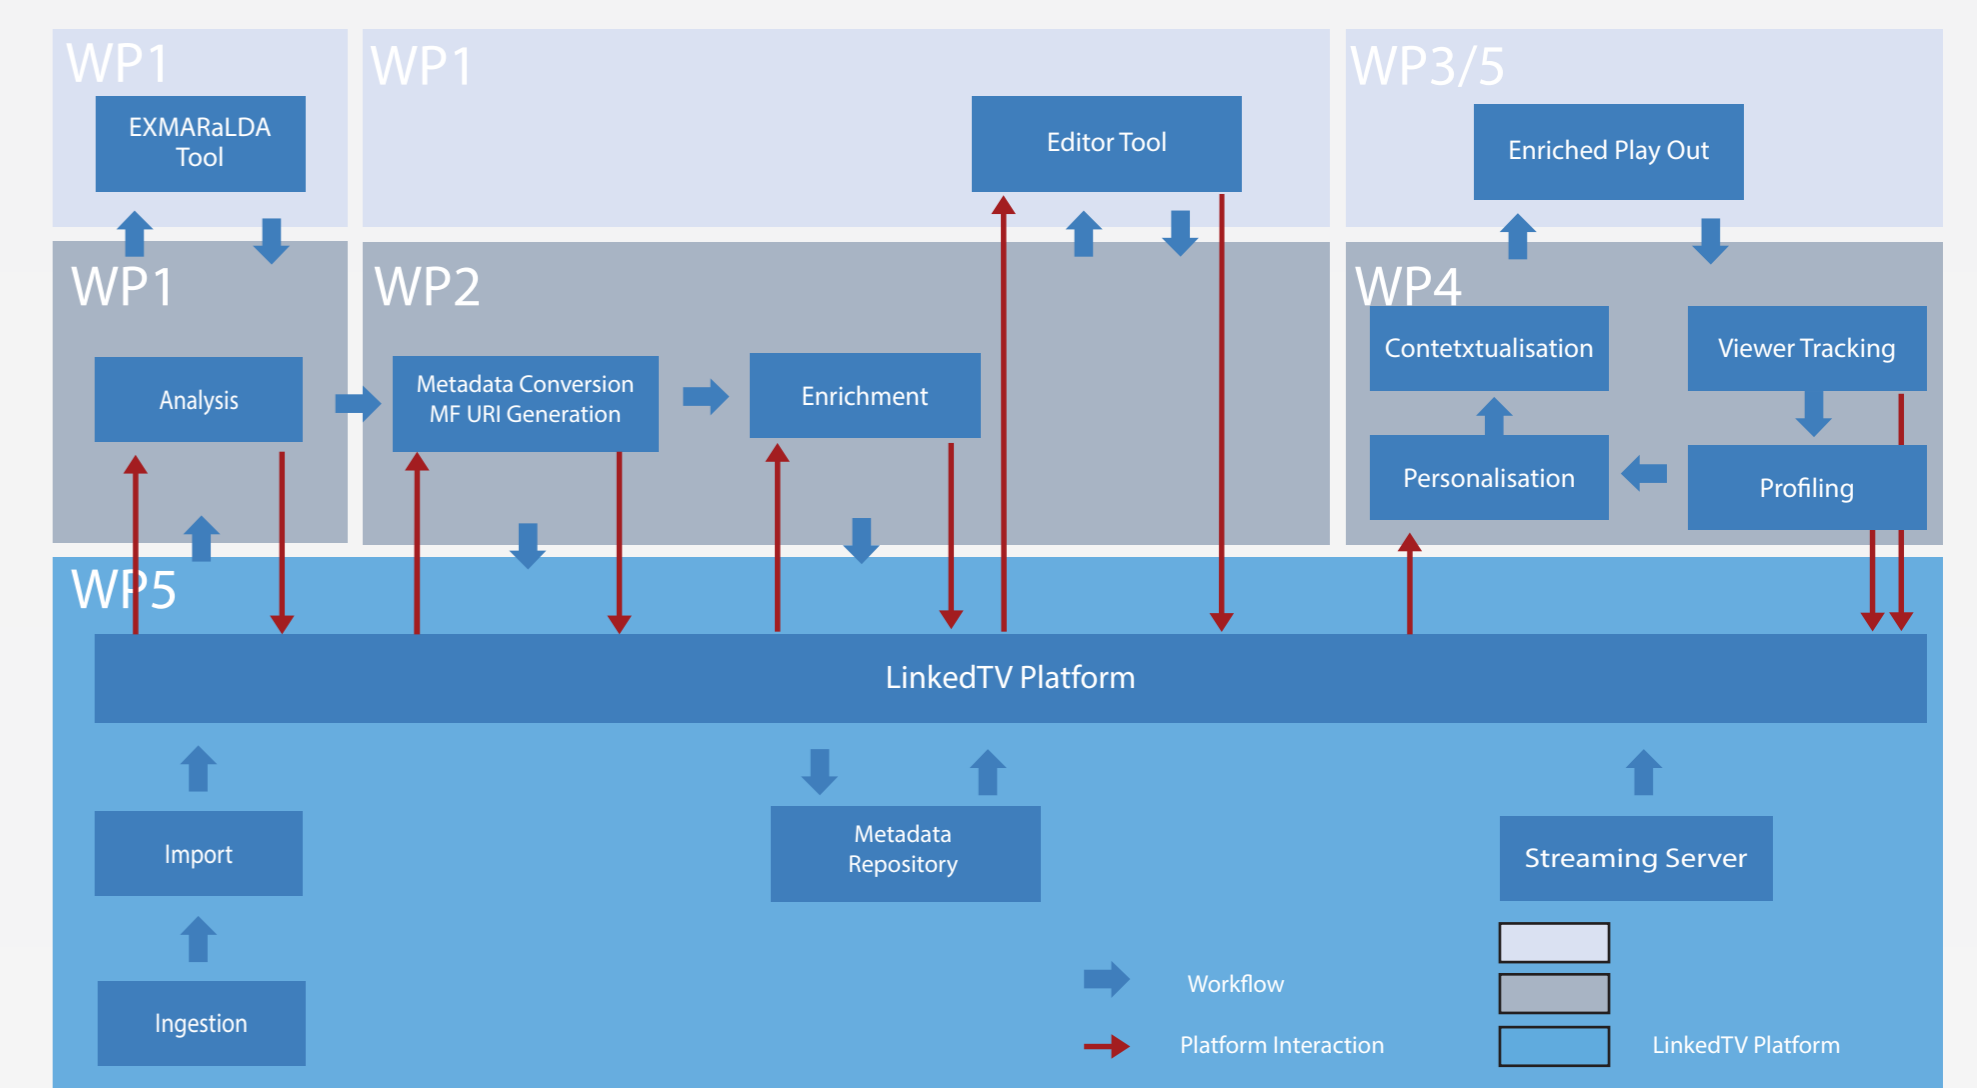 WP1
WP1
WP3/5
EXMARaLDA
Tool
Editor Tool
Enriched Play Out
WP1
WP2
WP4
Analysis
Metadata Conversion
MF URI Generation
Enrichment
Contetxtualisation
Viewer Tracking
Personalisation
Profiling
WP5
LinkedTV Platform
Import
Metadata
Repository
Streaming Server
Ingestion
Workflow
Platform Interaction
LinkedTV Platform